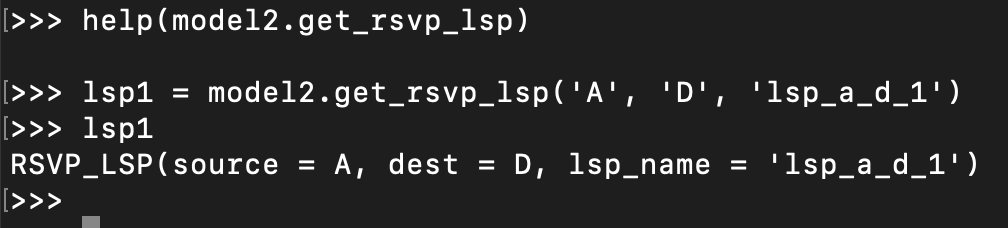 [>>> help(model2.get_rsvp_lsp)
[>>> lsp1 = model2.get_rsvp_lsp('A', 'D', 'lsp_a_d_1')
[>>> lsp1
RSVP_LSP(source = A, dest = D, lsp_name = 'lsp_a_d_1')
[>>>